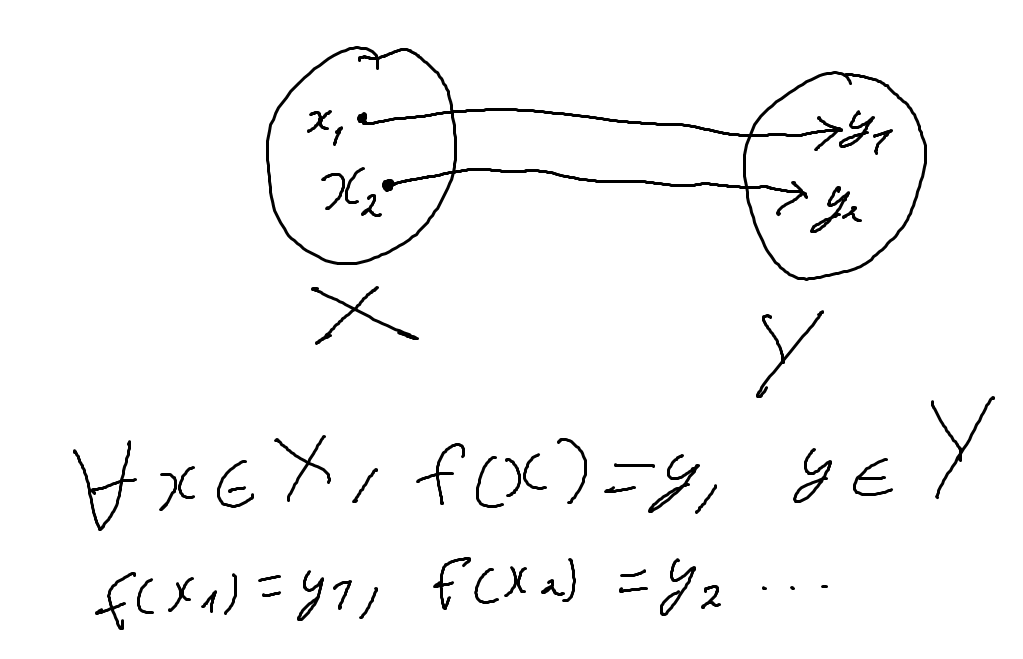 x₁ y₁
x₂ y₂
X Y
∀ x ∈ X, f(x) = y, y ∈ Y
f(x₁) = y₁, f(x₂) = y₂ ...